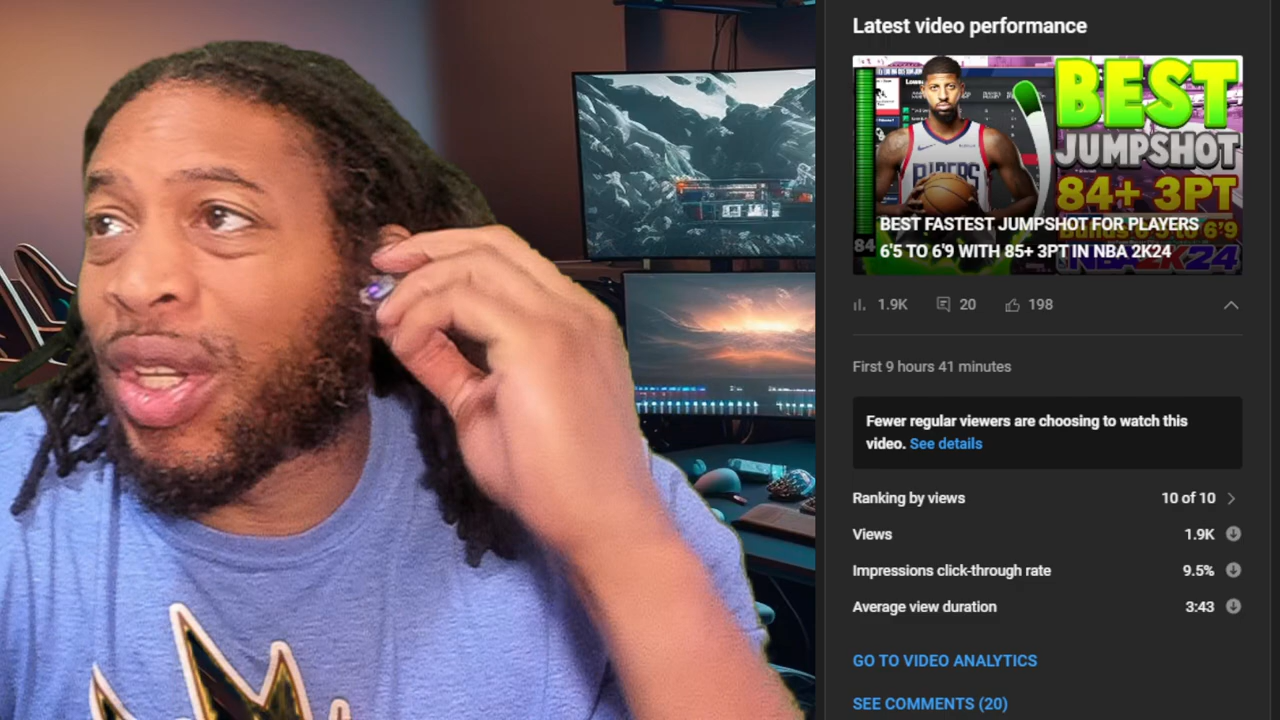 Latest video performance
BEST
JUMPSHOT
84+ 3PT
BEST FASTEST JUMPSHOT FOR PLAYERS
6'5 TO 6'9 WITH 85+ 3PT IN NBA 2K24
84
NBA 2K24
1.9K 20 198
First 9 hours 41 minutes
Fewer regular viewers are choosing to watch this
video. See details
Ranking by views 10 of 10
Views 1.9K
Impressions click-through rate 9.5%
Average view duration 3:43
GO TO VIDEO ANALYTICS
SEE COMMENTS (20)